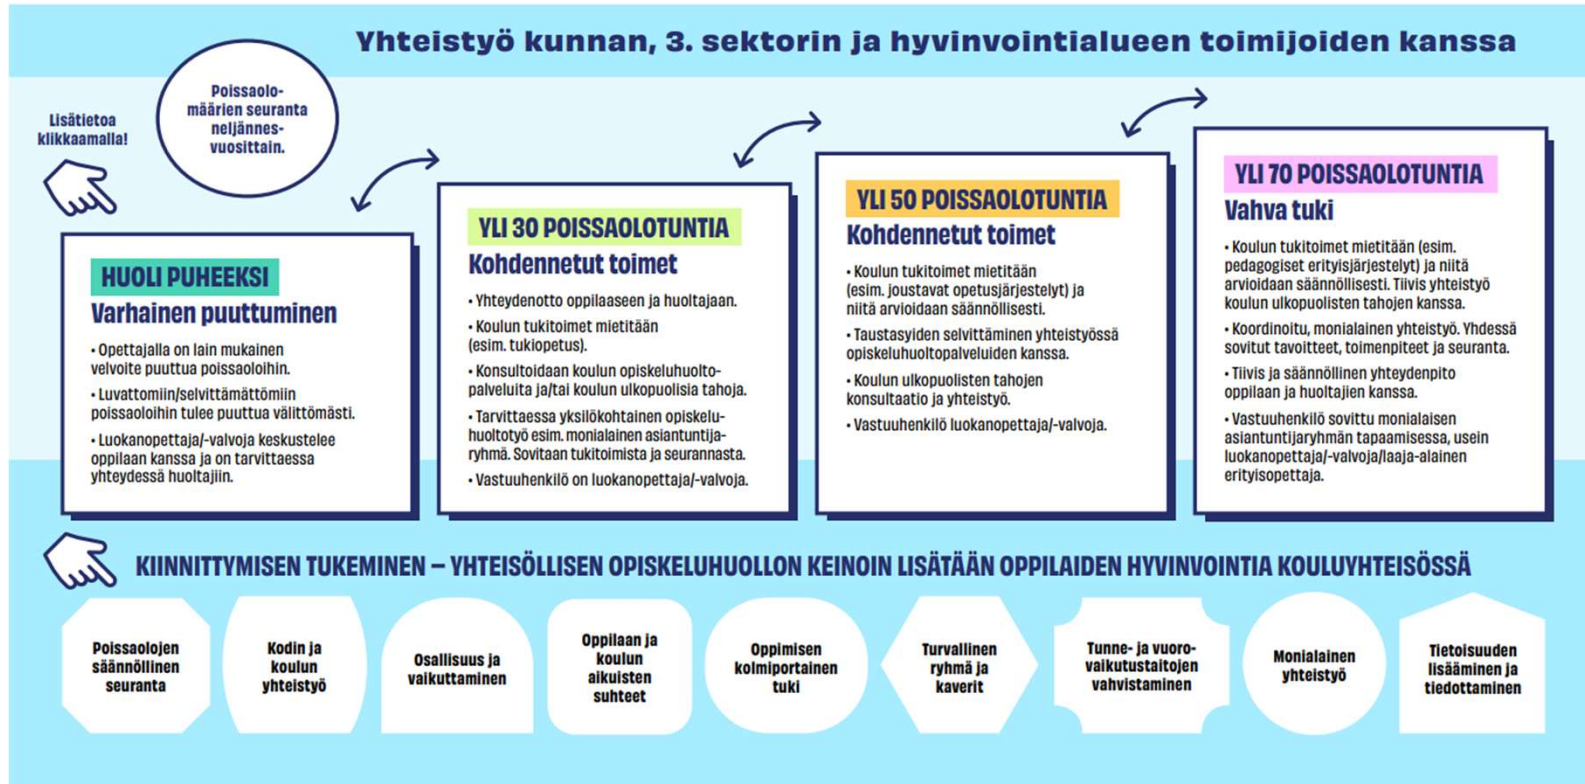 Yhteistyö kunnan, 3. sektorin ja hyvinvointialueen toimijoiden kanssa
Poissaolo-
määrien seuranta
neljännes-
vuosittain.
Lisätietoa
klikkaamalla!
HUOLI PUHEEKSI
Varhainen puuttuminen
• Opettajalla on lain mukainen
velvoite puuttua poissaoloihin.
• Luvattomiin/selvittämättömiin
poissaoloihin tulee puuttua välittömästi.
• Luokanopettaja/-valvoja keskustelee
oppilaan kanssa ja on tarvittaessa
yhteydessä huoltajiin.
YLI 30 POISSAOLOTUNTIA
Kohdennetut toimet
• Yhteydenotto oppilaaseen ja huoltajaan.
• Koulun tukitoimet mietitään
(esim. tukiopetus).
• Konsultoidaan koulun opiskeluhuolto-
palveluita ja/tai koulun ulkopuolisia tahoja.
• Tarvittaessa yksilökohtainen opiskelu-
huoltotyö esim. monialainen asiantuntija-
ryhmä. Sovitaan tukitoimista ja seurannasta.
• Vastuuhenkilö on luokanopettaja/-valvoja.
YLI 50 POISSAOLOTUNTIA
Kohdennetut toimet
• Koulun tukitoimet mietitään
(esim. joustavat opetusjärjestelyt) ja
niitä arvioidaan säännöllisesti.
• Taustasyiden selvittäminen yhteistyössä
opiskeluhuoltopalveluiden kanssa.
• Koulun ulkopuolisten tahojen
konsultaatio ja yhteistyö.
• Vastuuhenkilö luokanopettaja/-valvoja.
YLI 70 POISSAOLOTUNTIA
Vahva tuki
• Koulun tukitoimet mietitään (esim.
pedagogiset erityisjärjestelyt) ja niitä
arvioidaan säännöllisesti. Tiivis yhteistyö
koulun ulkopuolisten tahojen kanssa.
• Koordinoitu, monialainen yhteistyö. Yhdessä
sovitut tavoitteet, toimenpiteet ja seuranta.
• Tiivis ja säännöllinen yhteydenpito
oppilaan ja huoltajien kanssa.
• Vastuuhenkilö sovittu monialaisen
asiantuntijaryhmän tapaamisessa, usein
luokanopettaja/-valvoja/laaja-alainen
erityisopettaja.
KIINNITTYMISEN TUKEMINEN – YHTEISÖLLISEN OPISKELUHUOLLON KEINOIN LISÄTÄÄN OPPILAIDEN HYVINVOINTIA KOULUYHTEISÖSSÄ
Poissaolojen
säännöllinen
seuranta
Kodin ja
koulun
yhteistyö
Osallisuus ja
vaikuttaminen
Oppilaan ja
koulun
aikuisten
suhteet
Oppimisen
kolmiportainen
tuki
Turvallinen
ryhmä ja
kaverit
Tunne- ja vuoro-
vaikutustaitojen
vahvistaminen
Monialainen
yhteistyö
Tietoisuuden
lisääminen ja
tiedottaminen